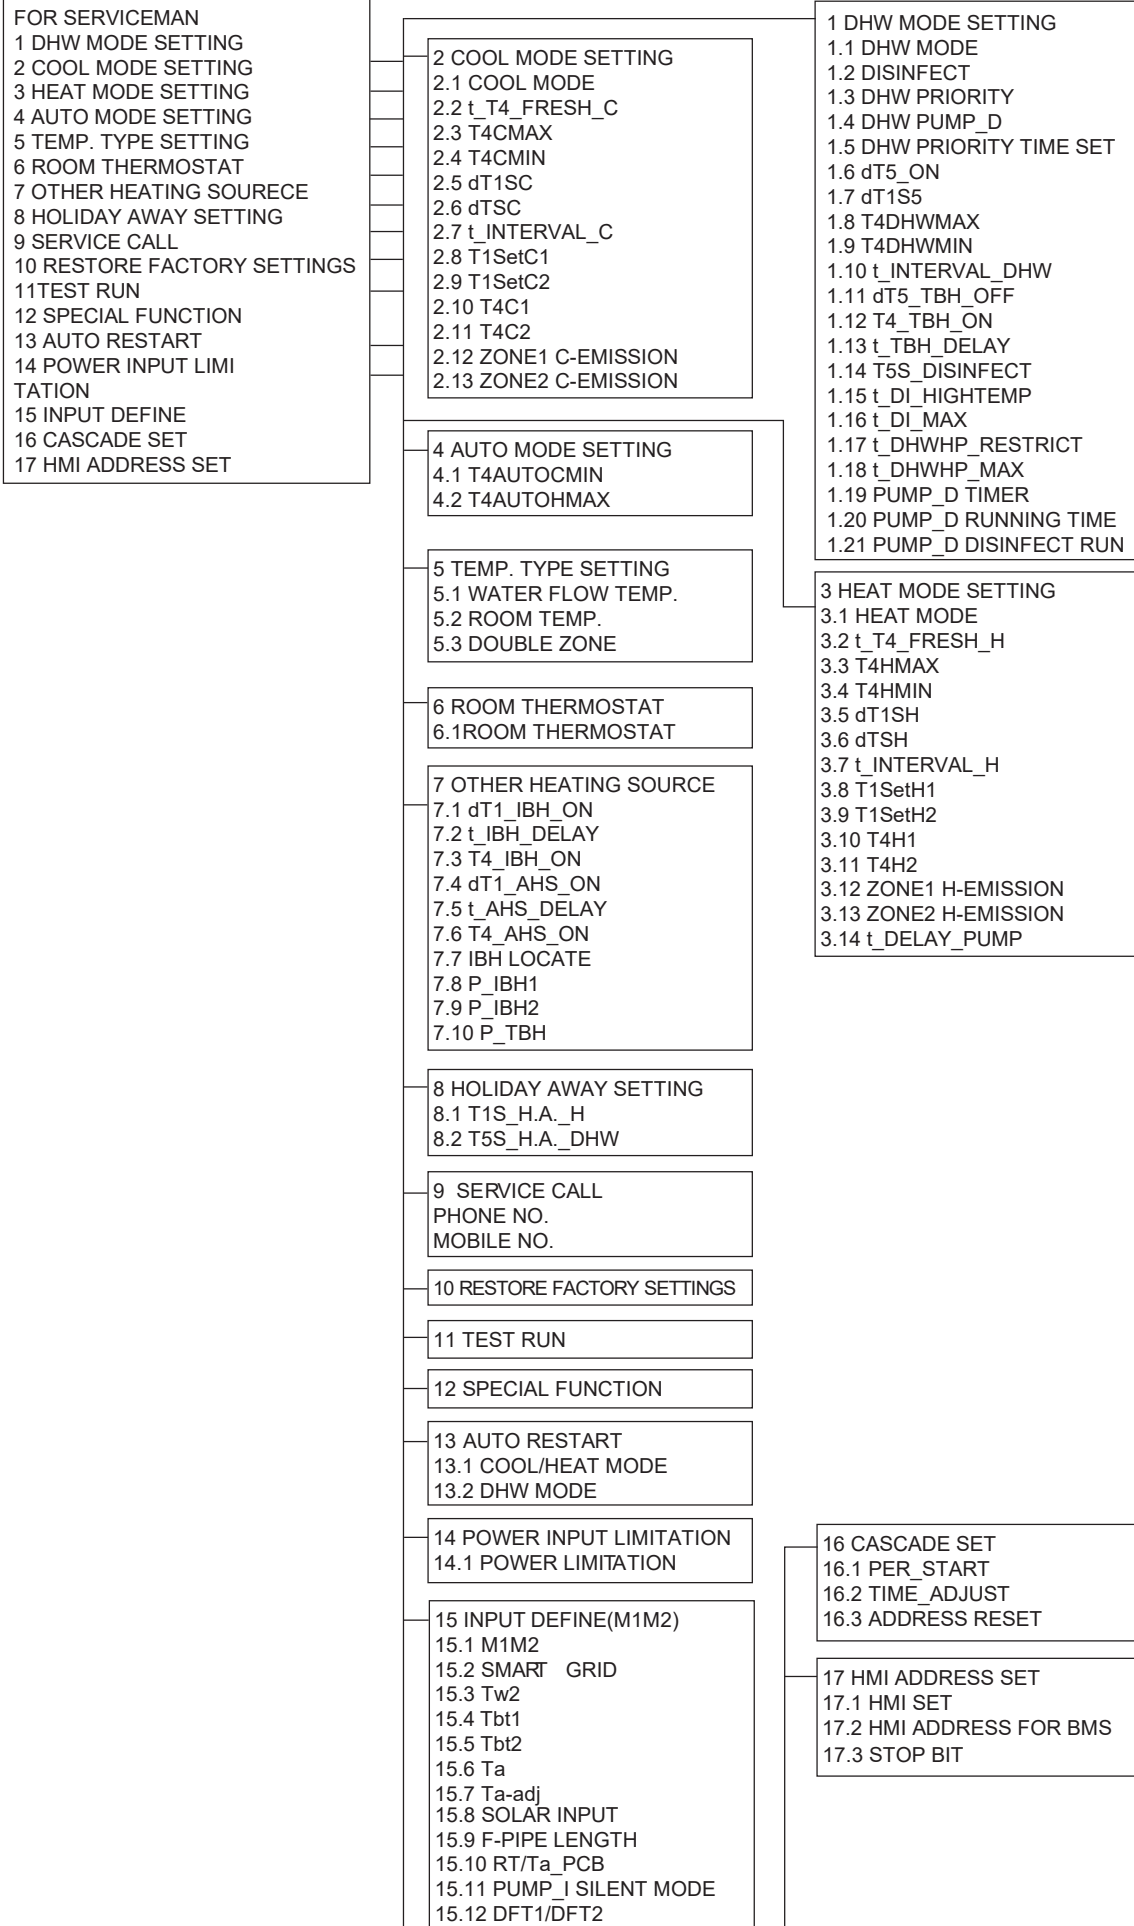 FOR SERVICEMAN
1 DHW MODE SETTING
2 COOL MODE SETTING
3 HEAT MODE SETTING
4 AUTO MODE SETTING
5 TEMP. TYPE SETTING
6 ROOM THERMOSTAT
7 OTHER HEATING SOURECE
8 HOLIDAY AWAY SETTING
9 SERVICE CALL
10 RESTORE FACTORY SETTINGS
11TEST RUN
12 SPECIAL FUNCTION
13 AUTO RESTART
14 POWER INPUT LIMI
TATION
15 INPUT DEFINE
16 CASCADE SET
17 HMI ADDRESS SET
1 DHW MODE SETTING
1.1 DHW MODE
1.2 DISINFECT
1.3 DHW PRIORITY
1.4 DHW PUMP_D
1.5 DHW PRIORITY TIME SET
1.6 dT5_ON
1.7 dT1S5
1.8 T4DHWMAX
1.9 T4DHWMIN
1.10 t_INTERVAL_DHW
1.11 dT5_TBH_OFF
1.12 T4_TBH_ON
1.13 t_TBH_DELAY
1.14 T5S_DISINFECT
1.15 t_DI_HIGHTEMP
1.16 t_DI_MAX
1.17 t_DHWHP_RESTRICT
1.18 t_DHWHP_MAX
1.19 PUMP_D TIMER
1.20 PUMP_D RUNNING TIME
1.21 PUMP_D DISINFECT RUN
2 COOL MODE SETTING
2.1 COOL MODE
2.2 t_T4_FRESH_C
2.3 T4CMAX
2.4 T4CMIN
2.5 dT1SC
2.6 dTSC
2.7 t_INTERVAL_C
2.8 T1SetC1
2.9 T1SetC2
2.10 T4C1
2.11 T4C2
2.12 ZONE1 C-EMISSION
2.13 ZONE2 C-EMISSION
3 HEAT MODE SETTING
3.1 HEAT MODE
3.2 t_T4_FRESH_H
3.3 T4HMAX
3.4 T4HMIN
3.5 dT1SH
3.6 dTSH
3.7 t_INTERVAL_H
3.8 T1SetH1
3.9 T1SetH2
3.10 T4H1
3.11 T4H2
3.12 ZONE1 H-EMISSION
3.13 ZONE2 H-EMISSION
3.14 t_DELAY_PUMP
4 AUTO MODE SETTING
4.1 T4AUTOCMIN
4.2 T4AUTOHMAX
5 TEMP. TYPE SETTING
5.1 WATER FLOW TEMP.
5.2 ROOM TEMP.
5.3 DOUBLE ZONE
6 ROOM THERMOSTAT
6.1ROOM THERMOSTAT
7 OTHER HEATING SOURCE
7.1 dT1_IBH_ON
7.2 t_IBH_DELAY
7.3 T4_IBH_ON
7.4 dT1_AHS_ON
7.5 t_AHS_DELAY
7.6 T4_AHS_ON
7.7 IBH LOCATE
7.8 P_IBH1
7.9 P_IBH2
7.10 P_TBH
8 HOLIDAY AWAY SETTING
8.1 T1S_H.A._H
8.2 T5S_H.A._DHW
9 SERVICE CALL
PHONE NO.
MOBILE NO.
10 RESTORE FACTORY SETTINGS
11 TEST RUN
12 SPECIAL FUNCTION
13 AUTO RESTART
13.1 COOL/HEAT MODE
13.2 DHW MODE
14 POWER INPUT LIMITATION
14.1 POWER LIMITATION
15 INPUT DEFINE(M1M2)
15.1 M1M2
15.2 SMART GRID
15.3 Tw2
15.4 Tbt1
15.5 Tbt2
15.6 Ta
15.7 Ta-adj
15.8 SOLAR INPUT
15.9 F-PIPE LENGTH
15.10 RT/Ta_PCB
15.11 PUMP_I SILENT MODE
15.12 DFT1/DFT2
16 CASCADE SET
16.1 PER_START
16.2 TIME_ADJUST
16.3 ADDRESS RESET
17 HMI ADDRESS SET
17.1 HMI SET
17.2 HMI ADDRESS FOR BMS
17.3 STOP BIT